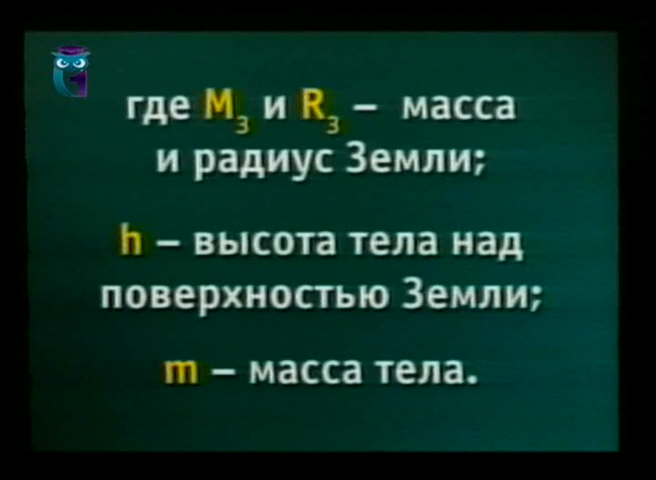 где Mз и Rз – масса
и радиус Земли;
h – высота тела над
поверхностью Земли;
m – масса тела.